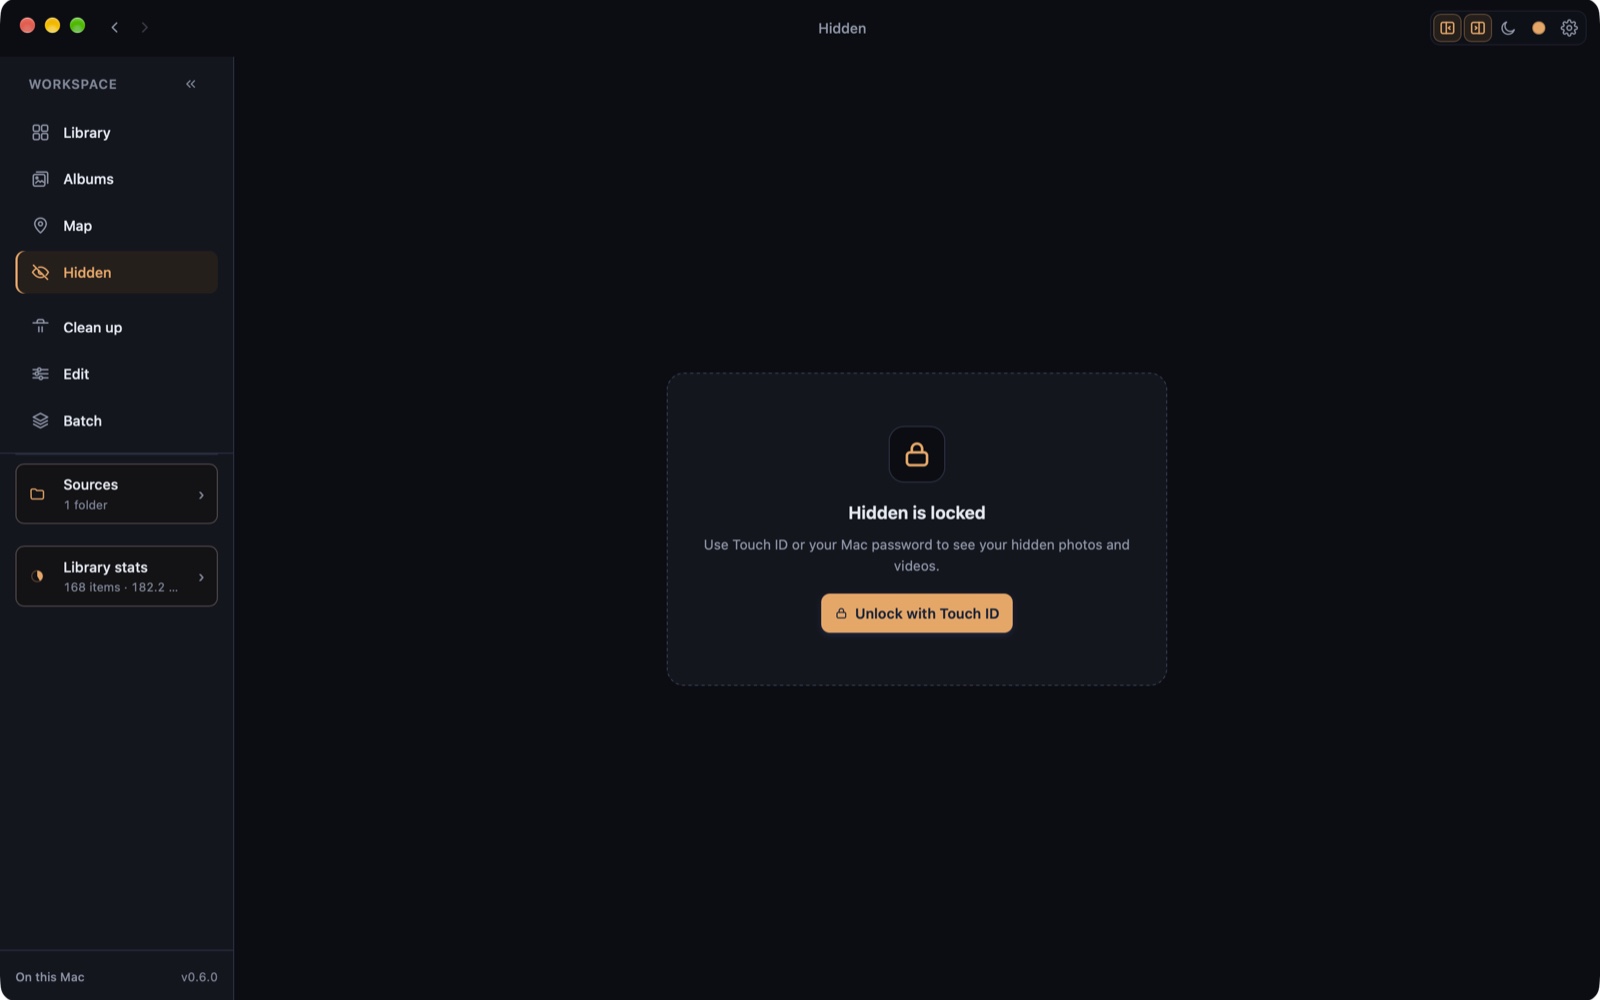 Hidden
WORKSPACE
Library
Albums
Map
Hidden
Clean up
Edit
Batch
Sources
1 folder
Library stats
168 items · 182.2 ...
Hidden is locked
Use Touch ID or your Mac password to see your hidden photos and
videos.
Unlock with Touch ID
On this Mac
v0.6.0